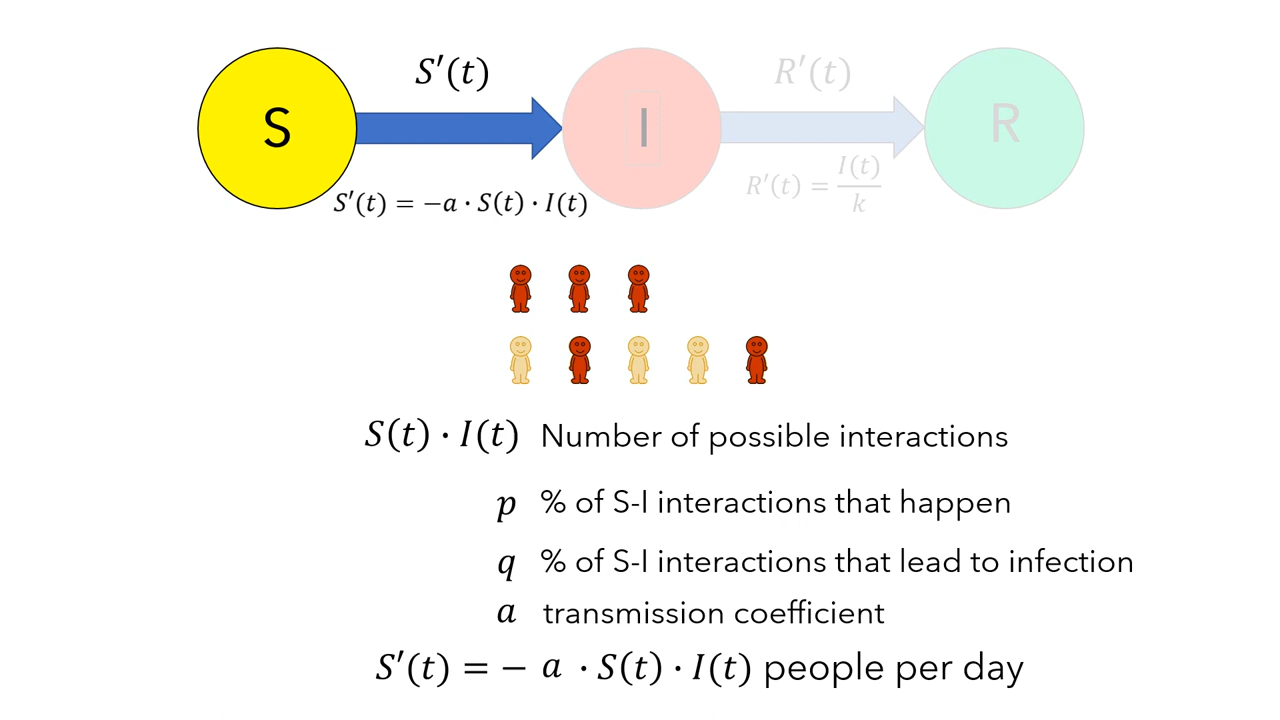 S′(t)
R′(t)
S
I
R
S′(t) = −a · S(t) · I(t)
R′(t) = I(t)/k
S(t) · I(t) Number of possible interactions
p % of S-I interactions that happen
q % of S-I interactions that lead to infection
a transmission coefficient
S′(t) = − a · S(t) · I(t) people per day